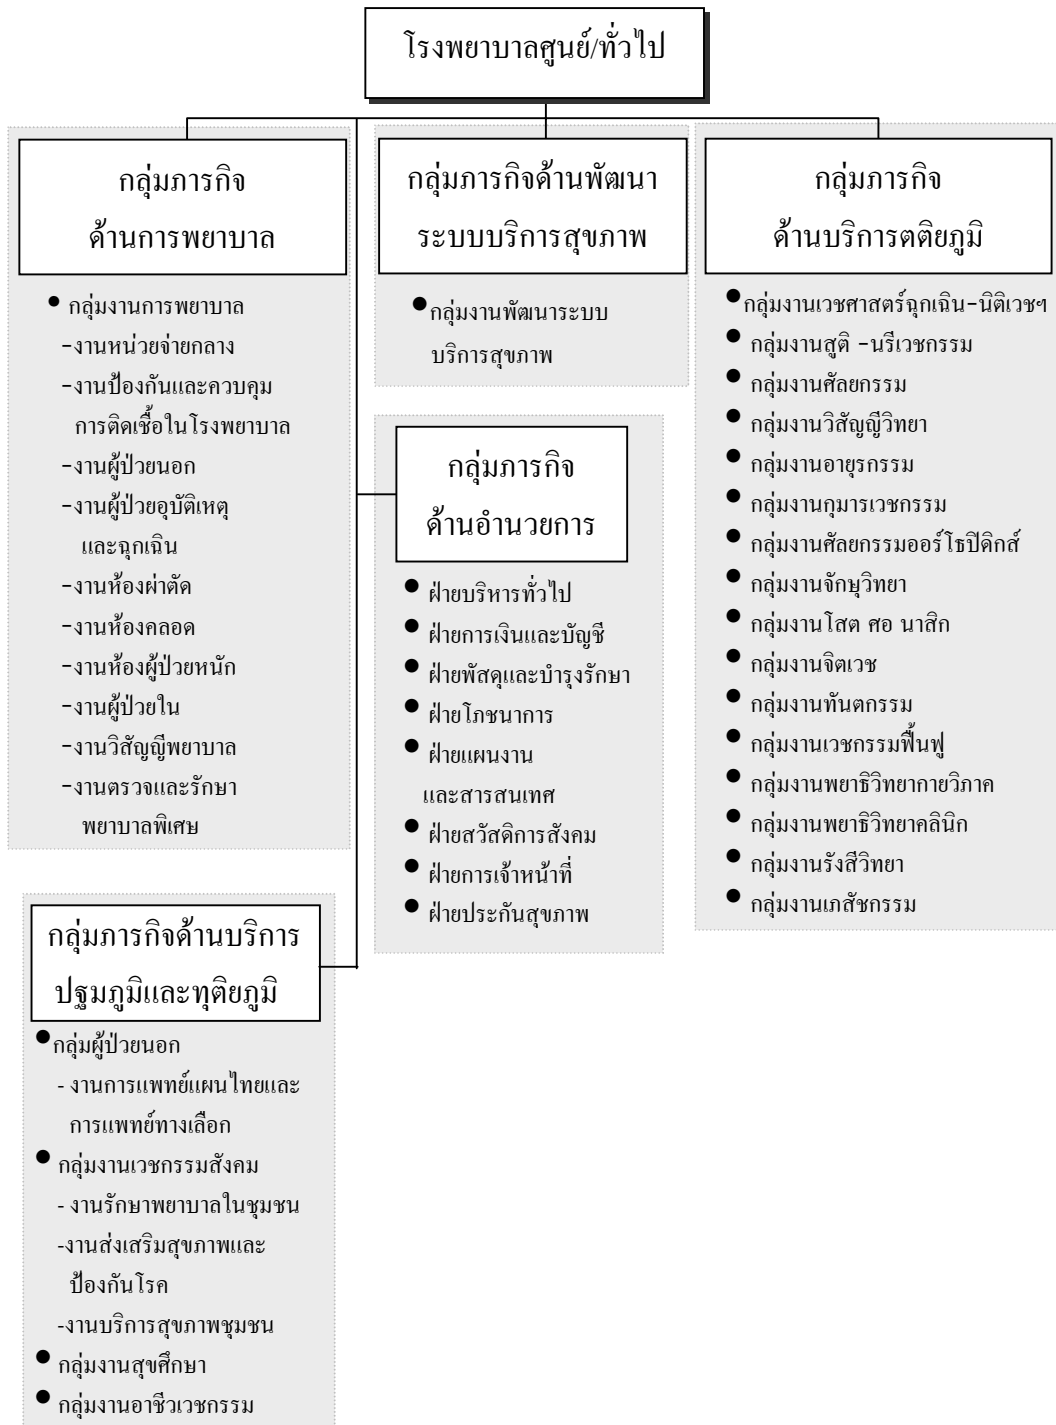 โรงพยาบาลศูนย์/ทั่วไป
กลุ่มภารกิจ
ด้านการพยาบาล
● กลุ่มงานการพยาบาล
-งานหน่วยจ่ายกลาง
-งานป้องกันและควบคุม
การติดเชื้อในโรงพยาบาล
-งานผู้ป่วยนอก
-งานผู้ป่วยอุบัติเหตุ
และฉุกเฉิน
-งานห้องผ่าตัด
-งานห้องคลอด
-งานห้องผู้ป่วยหนัก
-งานผู้ป่วยใน
-งานวิสัญญีพยาบาล
-งานตรวจและรักษา
พยาบาลพิเศษ
กลุ่มภารกิจด้านพัฒนา
ระบบบริการสุขภาพ
●กลุ่มงานพัฒนาระบบ
บริการสุขภาพ
กลุ่มภารกิจ
ด้านอำนวยการ
● ฝ่ายบริหารทั่วไป
● ฝ่ายการเงินและบัญชี
● ฝ่ายพัสดุและบำรุงรักษา
● ฝ่ายโภชนาการ
● ฝ่ายแผนงาน
และสารสนเทศ
● ฝ่ายสวัสดิการสังคม
● ฝ่ายการเจ้าหน้าที่
● ฝ่ายประกันสุขภาพ
กลุ่มภารกิจ
ด้านบริการตติยภูมิ
●กลุ่มงานเวชศาสตร์ฉุกเฉิน-นิติเวชฯ
● กลุ่มงานสูติ -นรีเวชกรรม
● กลุ่มงานศัลยกรรม
● กลุ่มงานวิสัญญีวิทยา
● กลุ่มงานอายุรกรรม
● กลุ่มงานกุมารเวชกรรม
● กลุ่มงานศัลยกรรมออร์โธปิดิกส์
● กลุ่มงานจักษุวิทยา
● กลุ่มงานโสต ศอ นาสิก
● กลุ่มงานจิตเวช
● กลุ่มงานทันตกรรม
● กลุ่มงานเวชกรรมฟื้นฟู
● กลุ่มงานพยาธิวิทยากายวิภาค
● กลุ่มงานพยาธิวิทยาคลินิก
● กลุ่มงานรังสีวิทยา
● กลุ่มงานเภสัชกรรม
กลุ่มภารกิจด้านบริการ
ปฐมภูมิและทุติยภูมิ
●กลุ่มผู้ป่วยนอก
- งานการแพทย์แผนไทยและ
การแพทย์ทางเลือก
● กลุ่มงานเวชกรรมสังคม
- งานรักษาพยาบาลในชุมชน
-งานส่งเสริมสุขภาพและ
ป้องกันโรค
-งานบริการสุขภาพชุมชน
● กลุ่มงานสุขศึกษา
● กลุ่มงานอาชีวเวชกรรม